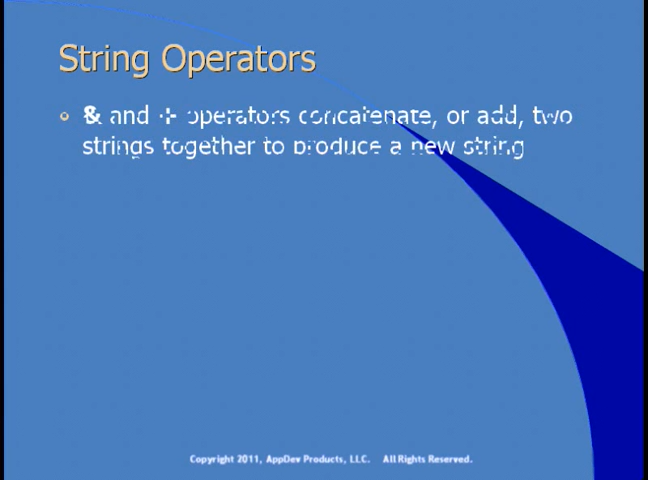 String Operators
& and + operators concatenate, or add, two
strings together to produce a new string
Copyright 2011, AppDev Products, LLC. All Rights Reserved.